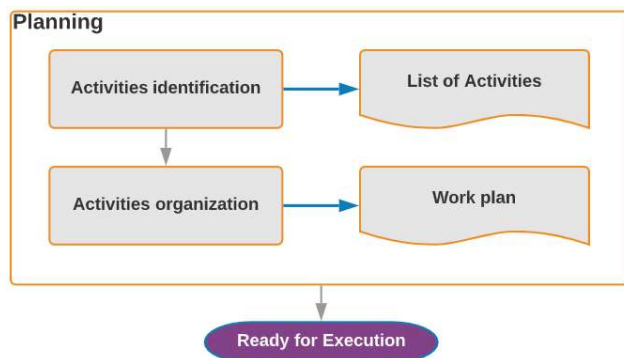 Planning
Activities identification
List of Activities
Activities organization
Work plan
Ready for Execution